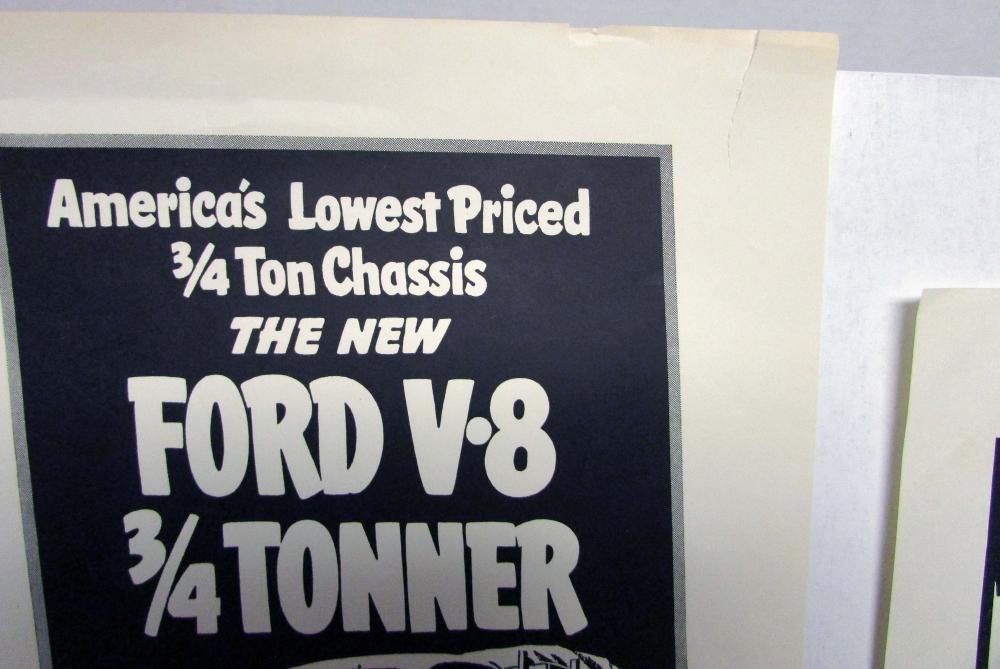 America's Lowest Priced
3/4 Ton Chassis
THE NEW
FORD V·8
3/4 TONNER